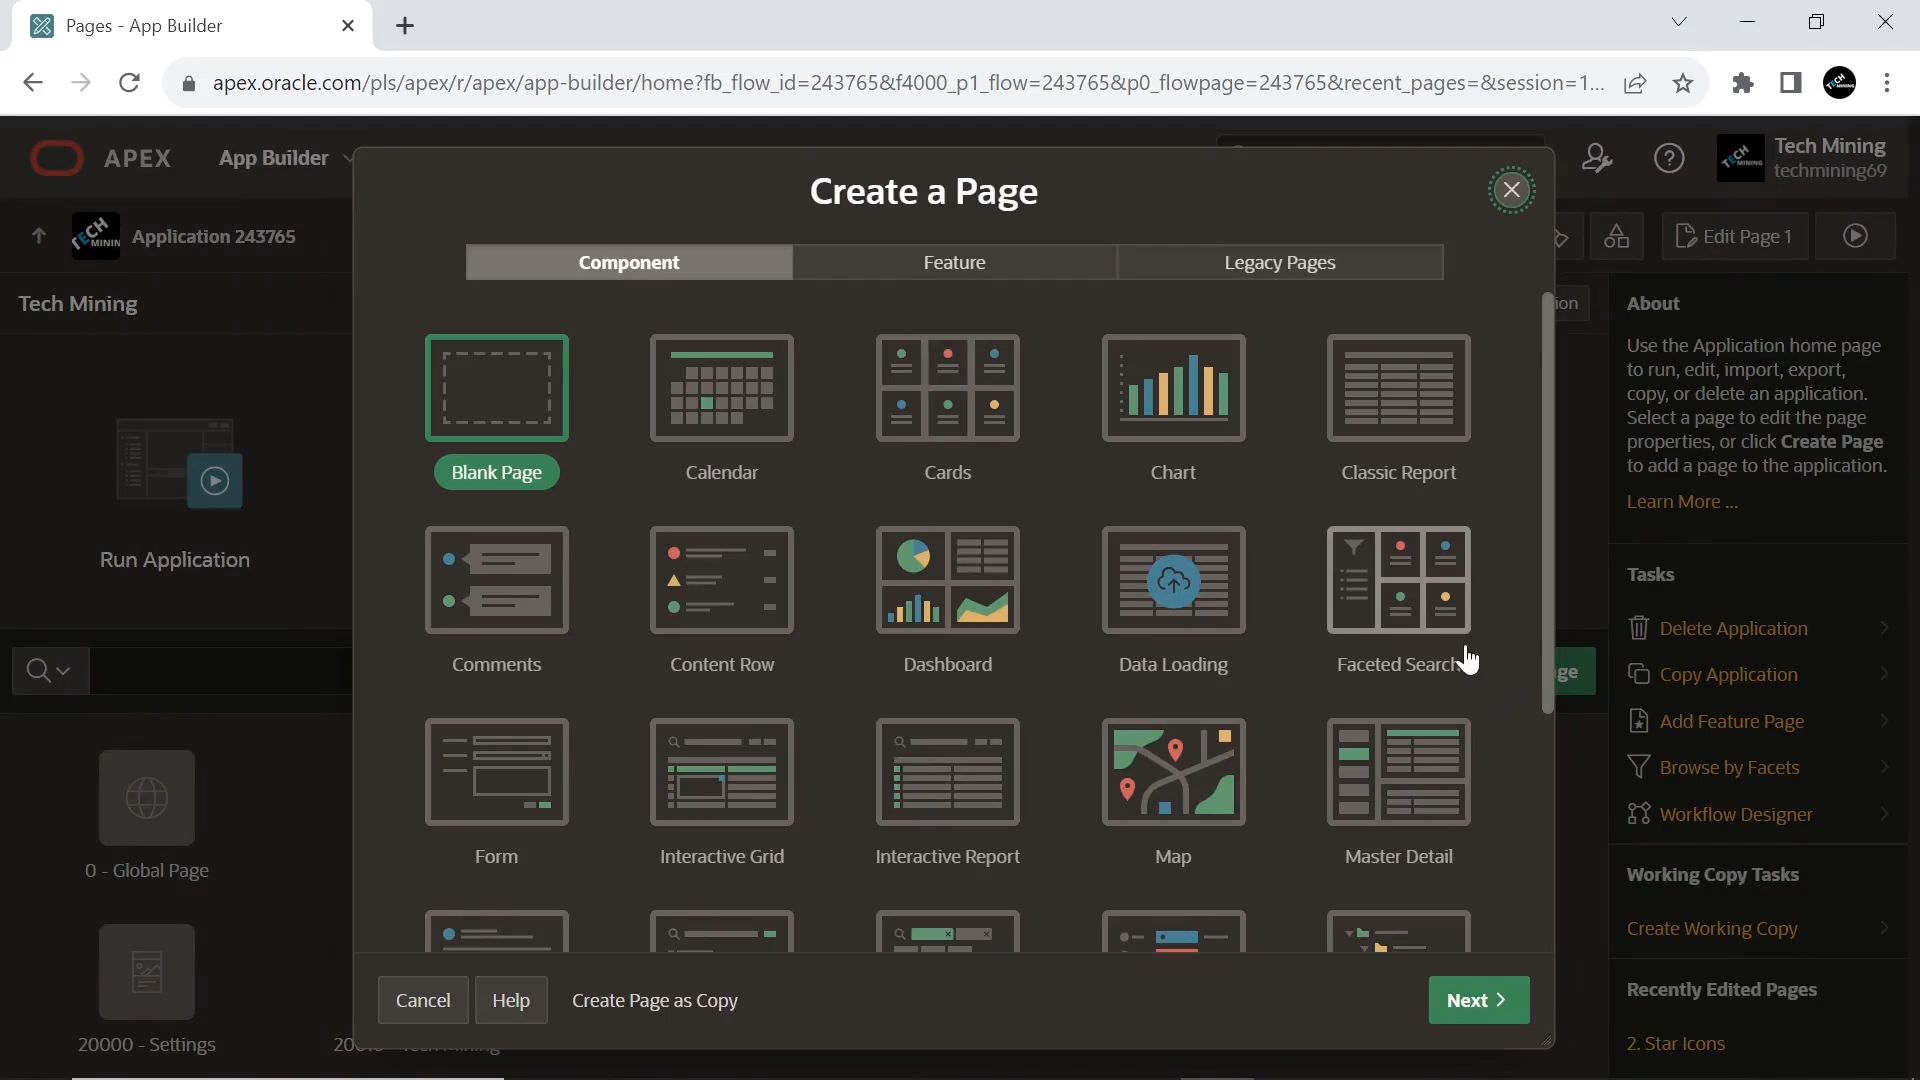 Pages - App Builder
apex.oracle.com/pls/apex/r/apex/app-builder/home?fb_flow_id=243765&f4000_p1_flow=243765&p0_flowpage=243765&recent_pages=&session=1...
APEX
App Builder
Tech Mining
techmining69
Application 243765
Edit Page 1
Tech Mining
Run Application
0 - Global Page
20000 - Settings
Create a Page
Component
Feature
Legacy Pages
Blank Page
Calendar
Cards
Chart
Classic Report
Comments
Content Row
Dashboard
Data Loading
Faceted Search
Form
Interactive Grid
Interactive Report
Map
Master Detail
Cancel
Help
Create Page as Copy
Next
About
Use the Application home page
to run, edit, import, export,
copy, or delete an application.
Select a page to edit the page
properties, or click Create Page
to add a page to the application.
Learn More ...
Tasks
Delete Application
Copy Application
Add Feature Page
Browse by Facets
Workflow Designer
Working Copy Tasks
Create Working Copy
Recently Edited Pages
2. Star Icons